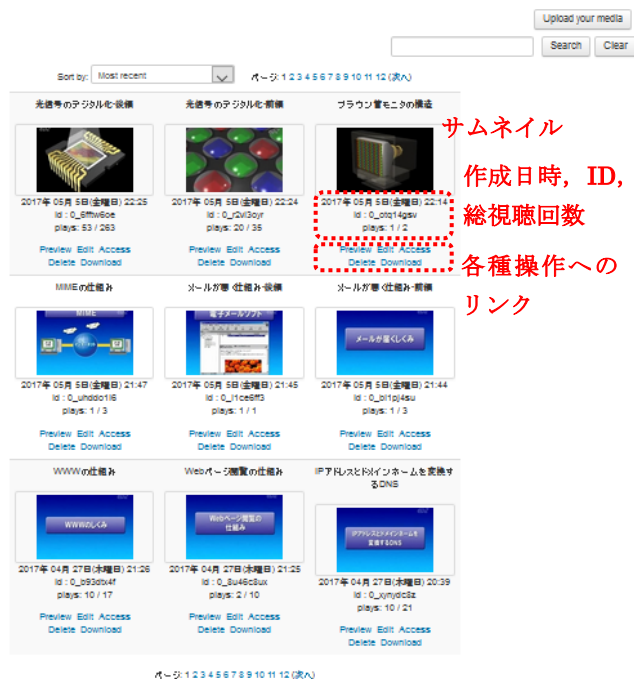 Upload your media
Search Clear
Sort by: Most recent
ページ: 1 2 3 4 5 6 7 8 9 10 11 12 (次へ)
光信号のデジタル化-後編
光信号のデジタル化-前編
ブラウン管モニタの構造
サムネイル
2017年 05月 5日(金曜日) 22:25
Id : 0_6fftw6oe
plays: 53 / 263
Preview Edit Access
Delete Download
2017年 05月 5日(金曜日) 22:24
Id : 0_r2vl3oyr
plays: 20 / 35
Preview Edit Access
Delete Download
2017年 05月 5日(金曜日) 22:14
Id : 0_otq14gsv
plays: 1 / 2
Preview Edit Access
Delete Download
作成日時，ID，
総視聴回数
各種操作への
リンク
MIMEの仕組み
メールが届く仕組み-後編
メールが届く仕組み-前編
MIME
電子メールソフト
メールが届くしくみ
2017年 05月 5日(金曜日) 21:47
Id : 0_uhddo1l6
plays: 1 / 3
Preview Edit Access
Delete Download
2017年 05月 5日(金曜日) 21:45
Id : 0_l1ce6ff3
plays: 1 / 1
Preview Edit Access
Delete Download
2017年 05月 5日(金曜日) 21:44
Id : 0_bl1pj4su
plays: 1 / 3
Preview Edit Access
Delete Download
WWWの仕組み
Webページ閲覧の仕組み
IPアドレスとドメインネームを変換す
るDNS
WWWのしくみ
Webページ閲覧の
仕組み
IPアドレスとドメインネームを
変換するDNS
2017年 04月 27日(木曜日) 21:26
Id : 0_b93dtx4f
plays: 10 / 17
Preview Edit Access
Delete Download
2017年 04月 27日(木曜日) 21:25
Id : 0_8u46c8ux
plays: 2 / 10
Preview Edit Access
Delete Download
2017年 04月 27日(木曜日) 20:39
Id : 0_xynydc8z
plays: 10 / 21
Preview Edit Access
Delete Download
ページ: 1 2 3 4 5 6 7 8 9 10 11 12 (次へ)